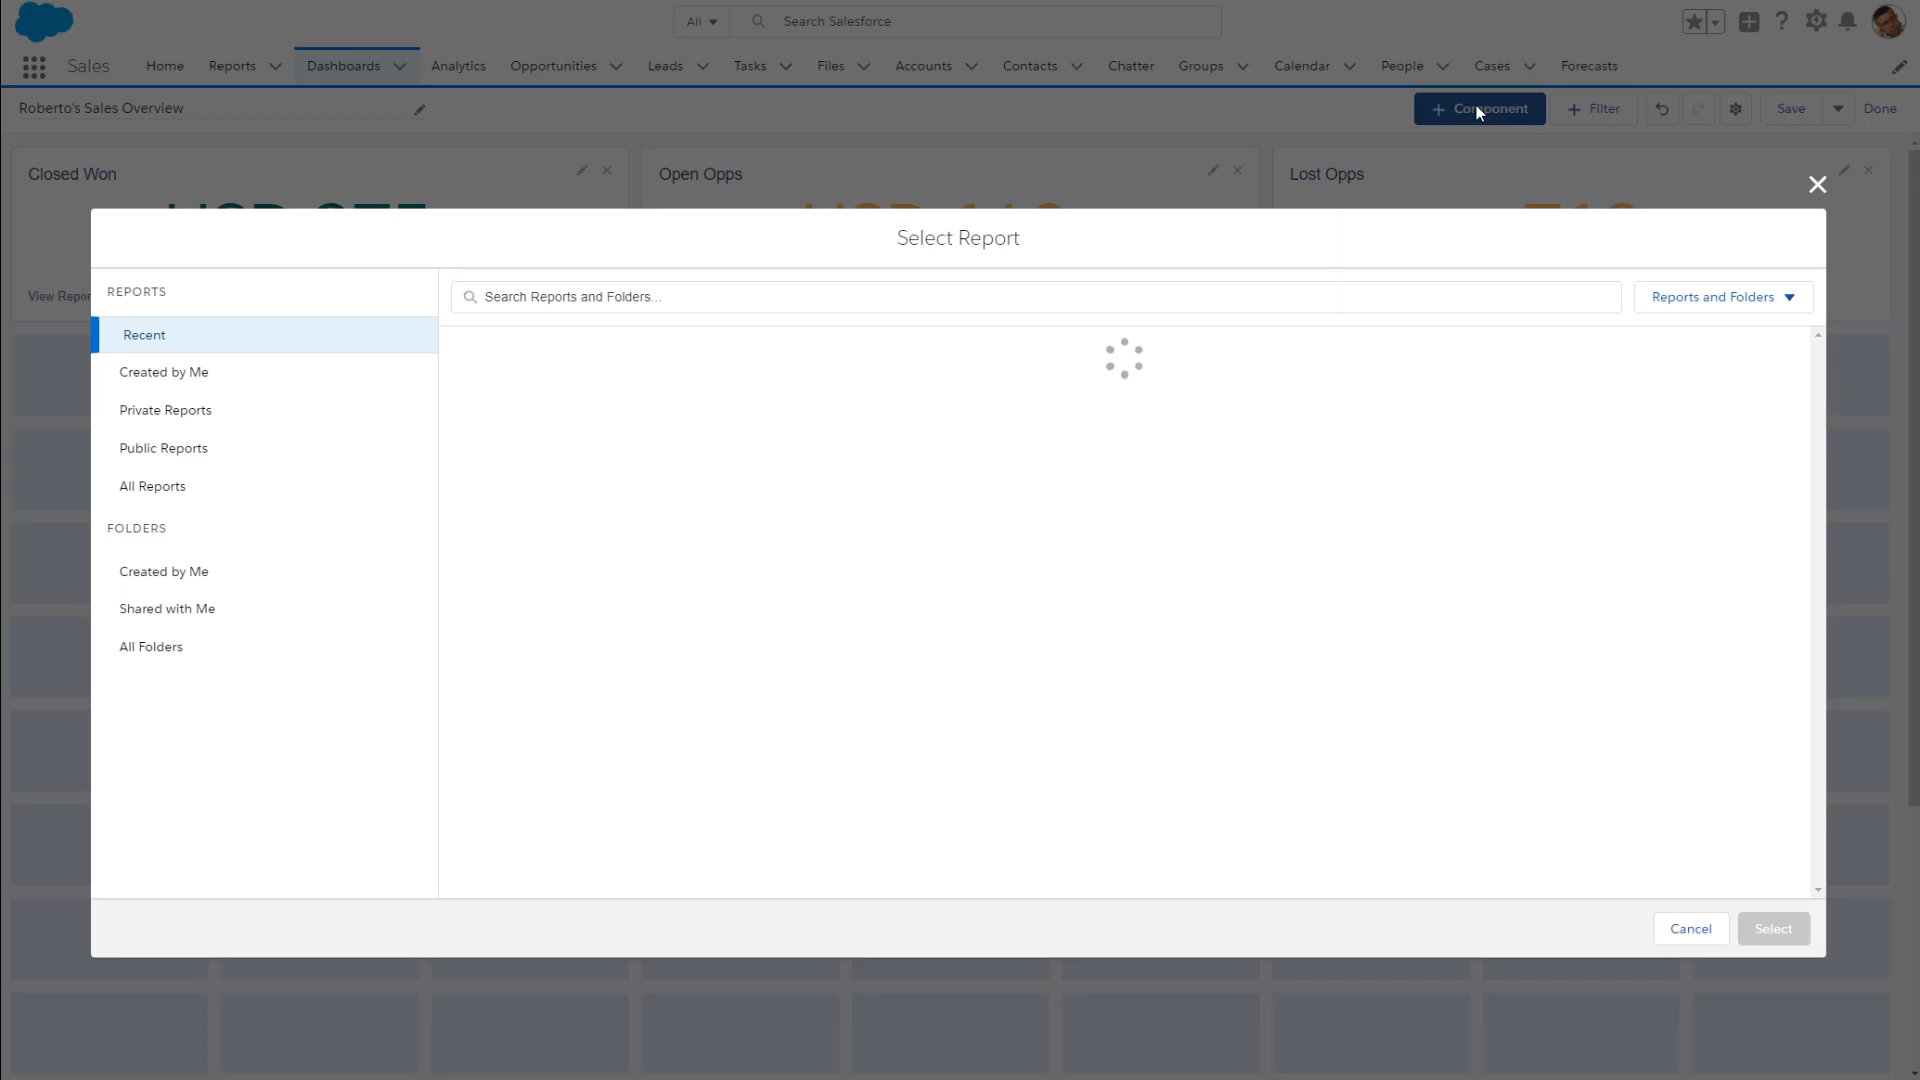 All
Search Salesforce
Sales
Home
Reports
Dashboards
Analytics
Opportunities
Leads
Tasks
Files
Accounts
Contacts
Chatter
Groups
Calendar
People
Cases
Forecasts
Roberto's Sales Overview
+ Component
+ Filter
Save
Done
Closed Won
Open Opps
Lost Opps
View Repor
Select Report
REPORTS
Recent
Created by Me
Private Reports
Public Reports
All Reports
FOLDERS
Created by Me
Shared with Me
All Folders
Search Reports and Folders...
Reports and Folders
Cancel
Select